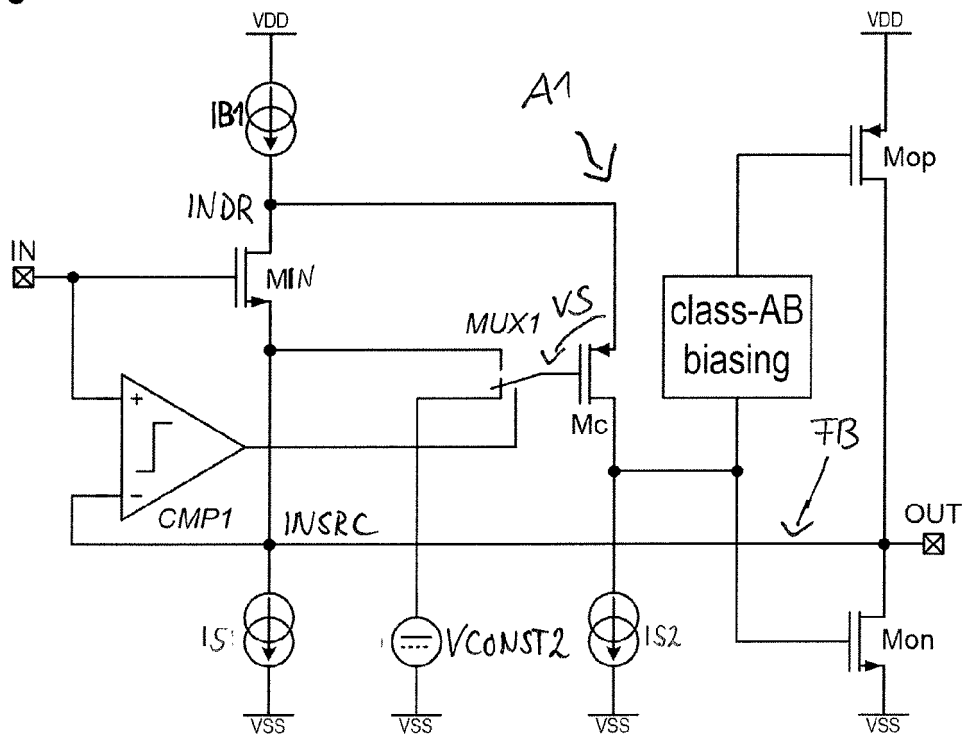 VDD
VDD
A1
IB1
Mop
INDR
IN
MIN
MUX1
VS
class-AB
biasing
Mc
+
FB
-
CMP1
INSRC
OUT
IS1
VCONST2
IS2
Mon
VSS
VSS
VSS
VSS